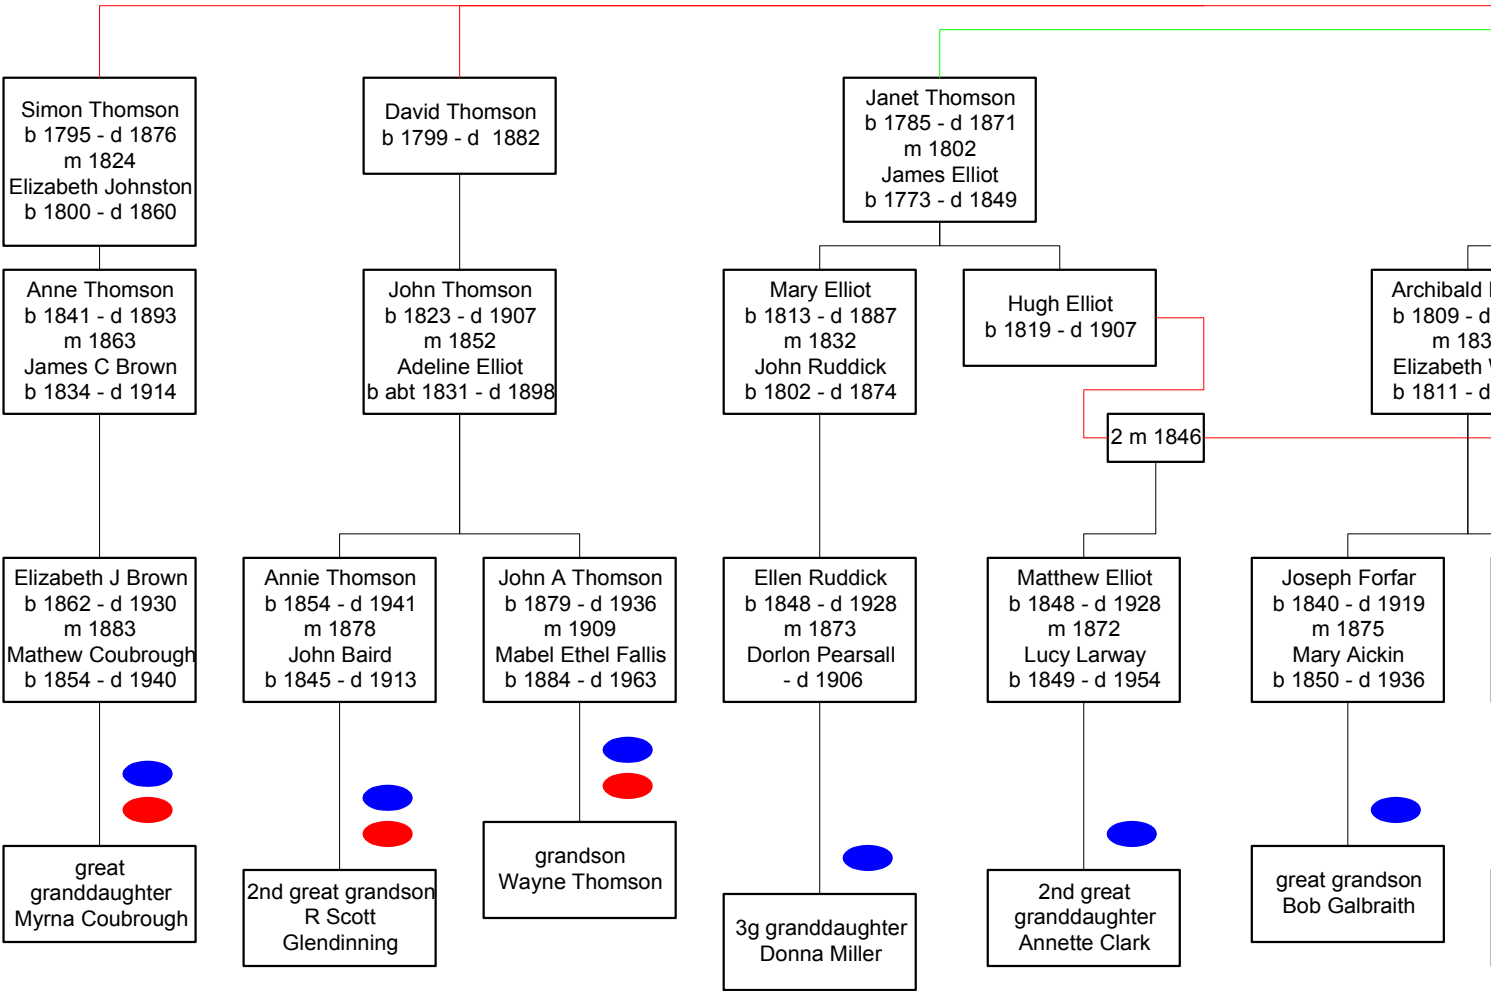 Simon Thomson
b 1795 - d 1876
m 1824
Elizabeth Johnston
b 1800 - d 1860
David Thomson
b 1799 - d  1882
Janet Thomson
b 1785 - d 1871
m 1802
James Elliot
b 1773 - d 1849
Anne Thomson
b 1841 - d 1893
m 1863
James C Brown
b 1834 - d 1914
John Thomson
b 1823 - d 1907
m 1852
Adeline Elliot
b abt 1831 - d 1898
Mary Elliot
b 1813 - d 1887
m 1832
John Ruddick
b 1802 - d 1874
Hugh Elliot
b 1819 - d 1907
Archibald
b 1809 - d
m 183
Elizabeth
b 1811 - d
2 m 1846
Elizabeth J Brown
b 1862 - d 1930
m 1883
Mathew Coubrough
b 1854 - d 1940
Annie Thomson
b 1854 - d 1941
m 1878
John Baird
b 1845 - d 1913
John A Thomson
b 1879 - d 1936
m 1909
Mabel Ethel Fallis
b 1884 - d 1963
Ellen Ruddick
b 1848 - d 1928
m 1873
Dorlon Pearsall
- d 1906
Matthew Elliot
b 1848 - d 1928
m 1872
Lucy Larway
b 1849 - d 1954
Joseph Forfar
b 1840 - d 1919
m 1875
Mary Aickin
b 1850 - d 1936
great
granddaughter
Myrna Coubrough
2nd great grandson
R Scott
Glendinning
grandson
Wayne Thomson
3g granddaughter
Donna Miller
2nd great
granddaughter
Annette Clark
great grandson
Bob Galbraith